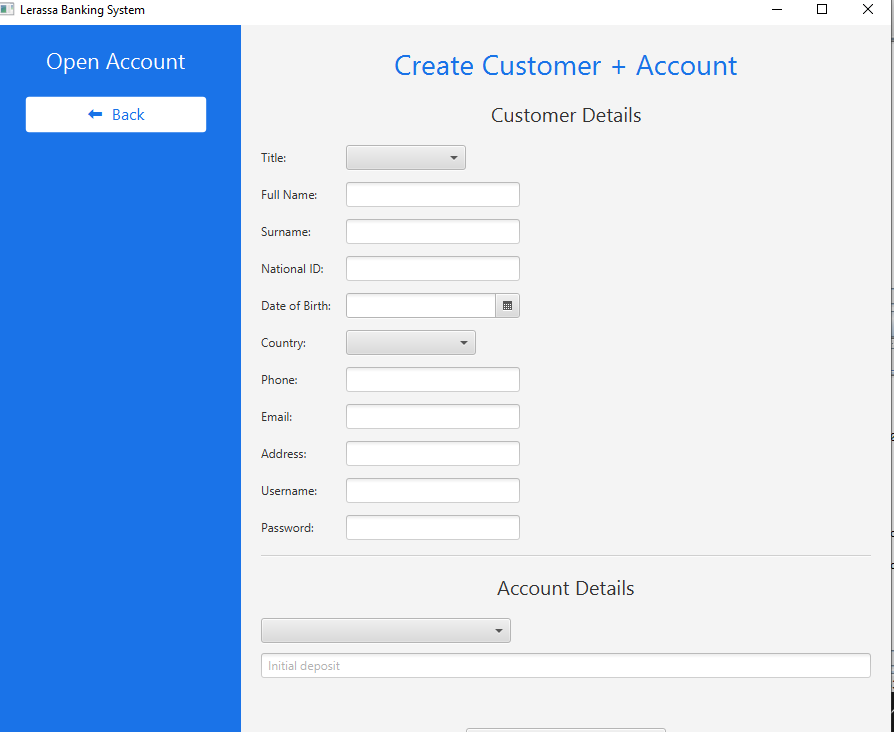 Lerassa Banking System
Open Account
Back
Create Customer + Account
Customer Details
Title:
Full Name:
Surname:
National ID:
Date of Birth:
Country:
Phone:
Email:
Address:
Username:
Password:
Account Details
Initial deposit